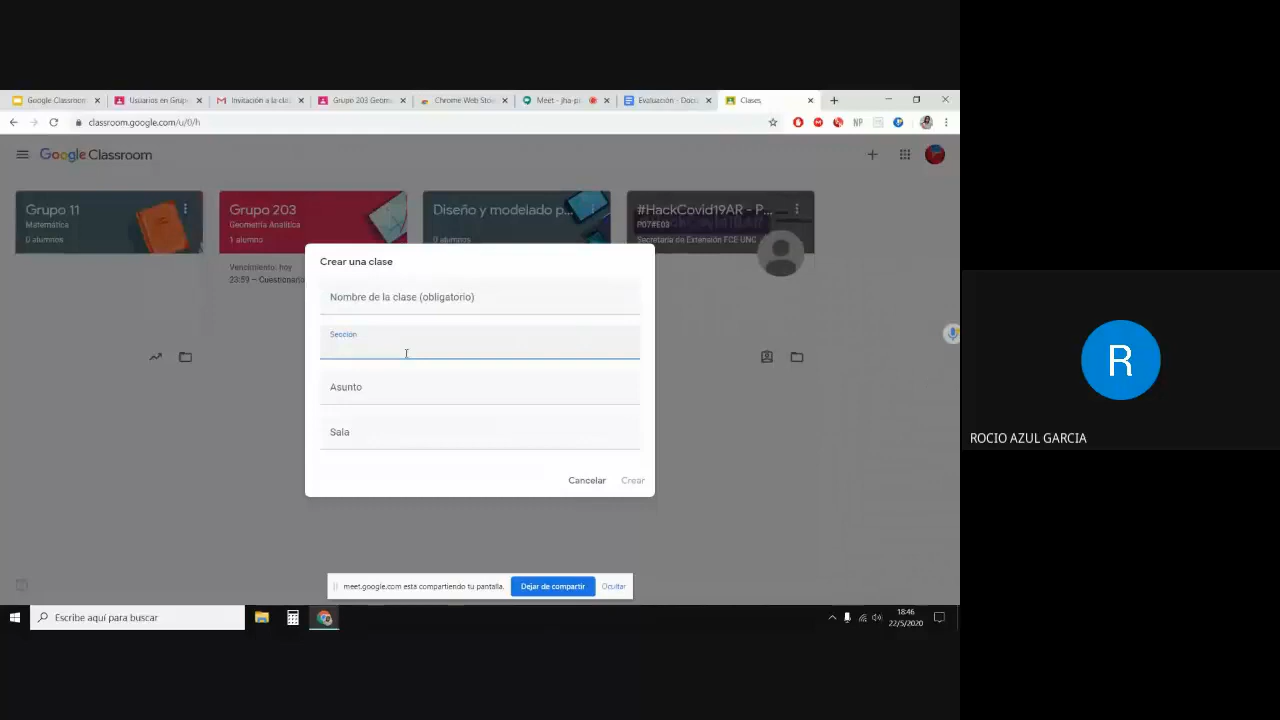 Google Classroom
Usuarios en Grup
Invitación a la cla
Grupo 203 Geom
Chrome Web Sto
Meet - jha-p
Evaluación - Doc
Clases
classroom.google.com/u/0/h
NP
Google Classroom
Grupo 11
Matemática
0 alumnos
Grupo 203
Geometría Analítica
1 alumno
Vencimiento: hoy
23:59 – Cuestionario
Diseño y modelado p...
0 alumnos
#HackCovid19AR - P...
P07#E03
Secretaría de Extensión FCE UNC
Crear una clase
Nombre de la clase (obligatorio)
Sección
Asunto
Sala
Cancelar
Crear
meet.google.com está compartiendo tu pantalla.
Dejar de compartir
Ocultar
Escribe aquí para buscar
18:46
22/5/2020
R
ROCIO AZUL GARCIA